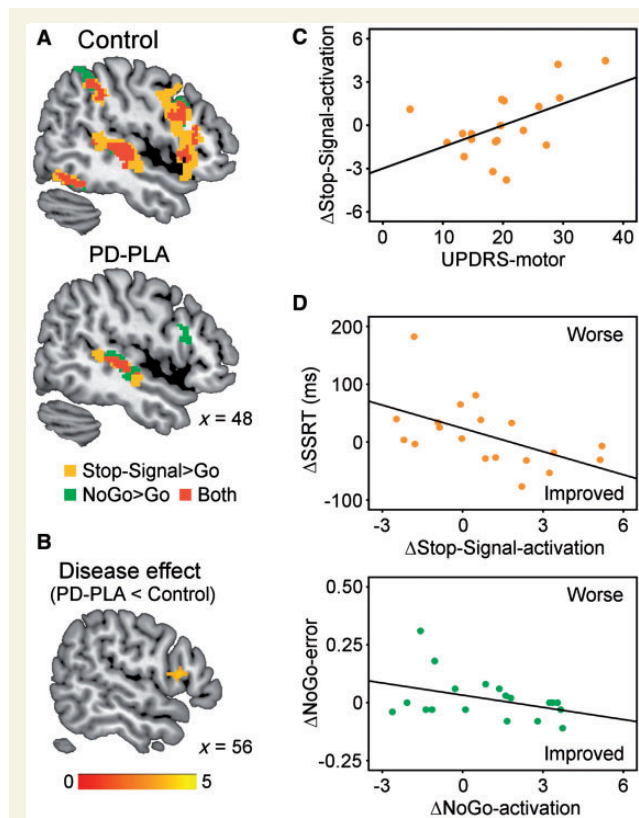 A
Control
PD-PLA
x = 48
Stop-Signal>Go
NoGo>Go
Both
B
Disease effect
(PD-PLA < Control)
x = 56
0
5
C
ΔStop-Signal-activation
6
3
0
-3
-6
0
10
20
30
40
UPDRS-motor
D
ΔSSRT (ms)
200
100
0
-100
Worse
Improved
-3
0
3
6
ΔStop-Signal-activation
ΔNoGo-error
0.50
0.25
0
-0.25
Worse
Improved
-3
0
3
6
ΔNoGo-activation